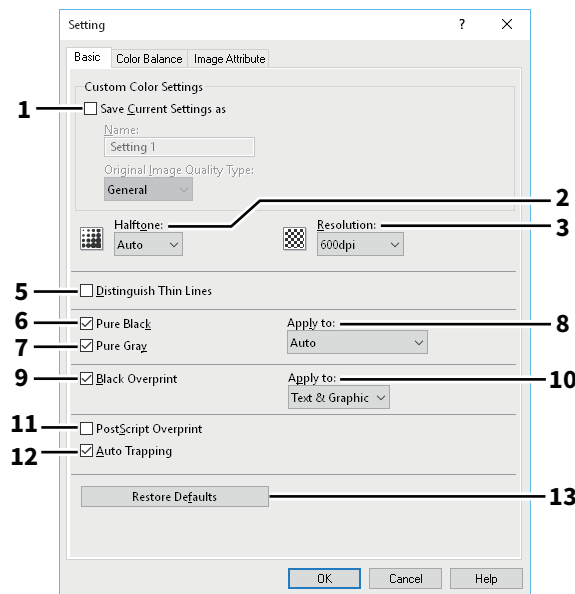 Setting ?
Basic Color Balance Image Attribute
Custom Color Settings
1 Save Current Settings as
Name:
Setting 1
Original Image Quality Type:
General
2
Halftone: Resolution: 3
Auto 600dpi
5 Distinguish Thin Lines
6 Pure Black Apply to: 8
7 Pure Gray Auto
9 Black Overprint Apply to: 10
Text & Graphic
11 PostScript Overprint
12 Auto Trapping
Restore Defaults 13
OK Cancel Help